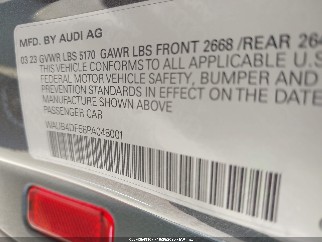 MFD. BY AUDI AG
03 23 GVWR LBS 5170 GAWR LBS FRONT 2668 /REAR 264
THIS VEHICLE CONFORMS TO ALL APPLICABLE U.S
FEDERAL MOTOR VEHICLE SAFETY, BUMPER AND
PREVENTION STANDARDS IN EFFECT ON THE DATE
MANUFACTURE SHOWN ABOVE.
PASSENGER CAR